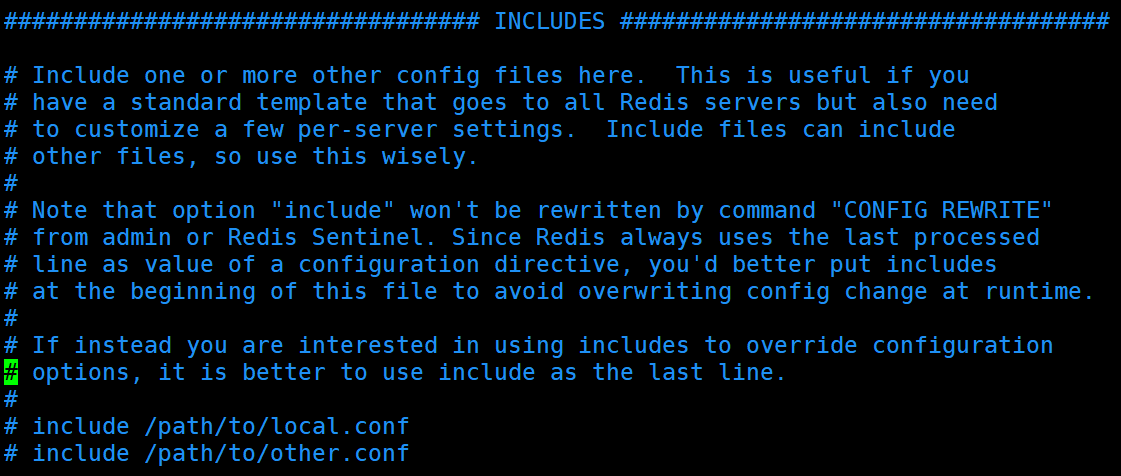 ################################## INCLUDES ###################################
# Include one or more other config files here.  This is useful if you
# have a standard template that goes to all Redis servers but also need
# to customize a few per-server settings.  Include files can include
# other files, so use this wisely.
#
# Note that option "include" won't be rewritten by command "CONFIG REWRITE"
# from admin or Redis Sentinel. Since Redis always uses the last processed
# line as value of a configuration directive, you'd better put includes
# at the beginning of this file to avoid overwriting config change at runtime.
#
# If instead you are interested in using includes to override configuration
# options, it is better to use include as the last line.
#
# include /path/to/local.conf
# include /path/to/other.conf